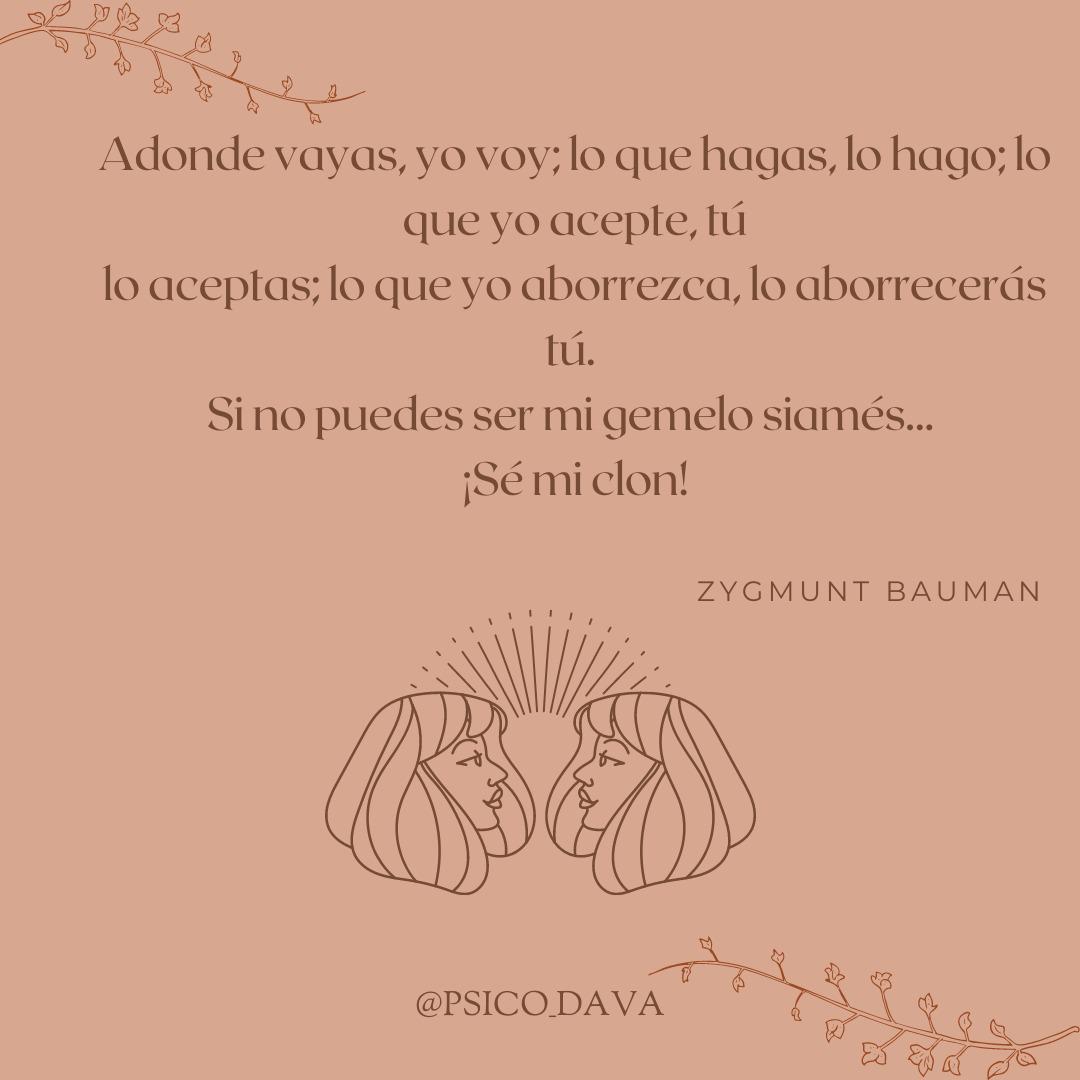 Adonde vayas, yo voy; lo que hagas, lo hago; lo
que yo acepte, tú
lo aceptas; lo que yo aborrezca, lo aborrecerás
tú.
Si no puedes ser mi gemelo siamés...
¡Sé mi clon!
ZYGMUNT BAUMAN
@PSICO_DAVA